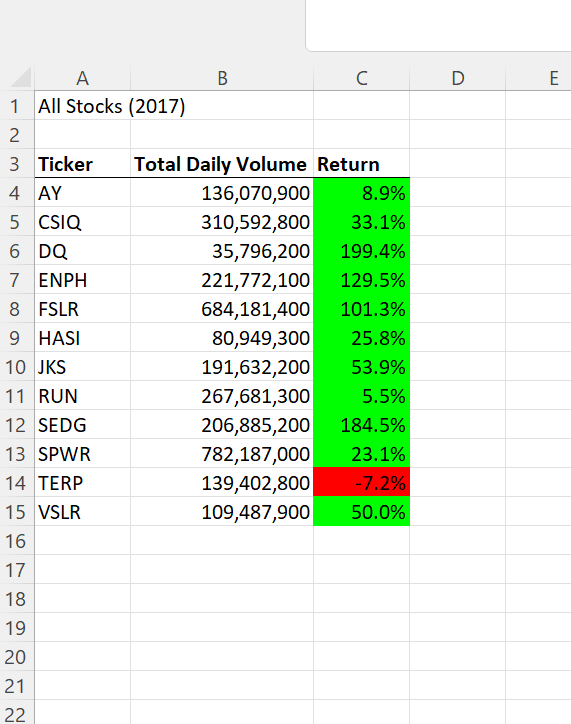 A B C D E
1 All Stocks (2017)
2
3 Ticker Total Daily Volume Return
4 AY 136,070,900 8.9%
5 CSIQ 310,592,800 33.1%
6 DQ 35,796,200 199.4%
7 ENPH 221,772,100 129.5%
8 FSLR 684,181,400 101.3%
9 HASI 80,949,300 25.8%
10 JKS 191,632,200 53.9%
11 RUN 267,681,300 5.5%
12 SEDG 206,885,200 184.5%
13 SPWR 782,187,000 23.1%
14 TERP 139,402,800 -7.2%
15 VSLR 109,487,900 50.0%
16
17
18
19
20
21
22